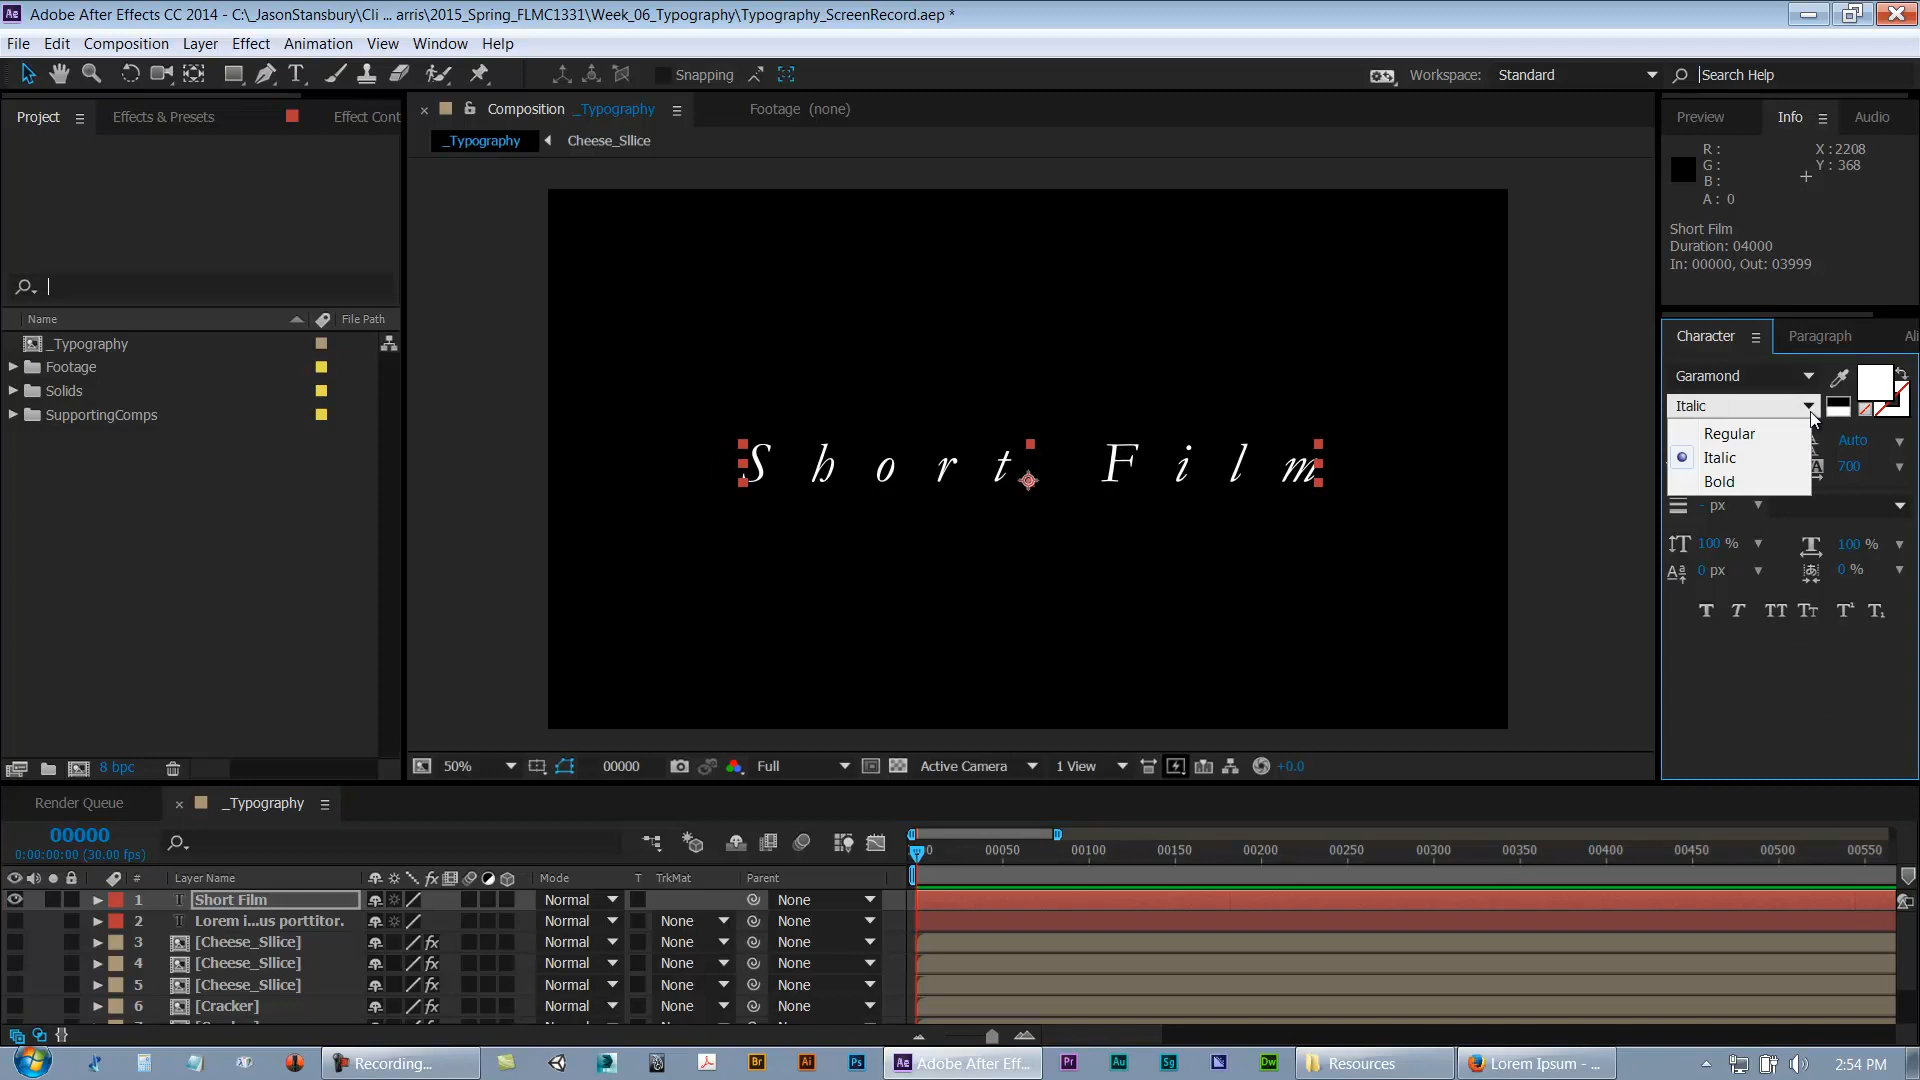 Adobe After Effects CC 2014 - C:\_JasonStansbury\Cli ... arris\2015_Spring_FLMC1331\Week_06_Typography\Typography_ScreenRecord.aep *
File Edit Composition Layer Effect Animation View Window Help
Snapping
Workspace: Standard
Search Help
Project
Effects & Presets
Effect Cont
Composition _Typography
Footage (none)
Preview
Info
Audio
_Typography
Cheese_Sllice
R :
G :
B :
A : 0
X : 2208
Y : 368
Short Film
Duration: 04000
In: 00000, Out: 03999
Name
File Path
_Typography
Footage
Solids
SupportingComps
Short Film
Character
Paragraph
Ali
Garamond
Italic
Regular
Italic
Bold
Auto
700
- px
100 %
100 %
0 px
0 %
8 bpc
50%
00000
Full
Active Camera
1 View
+0.0
Render Queue
_Typography
00000
0:00:00:00 (30.00 fps)
00050 00100 00150 00200 00250 00300 00350 00400 00450 00500 00550
# Layer Name Mode T TrkMat Parent
1 Short Film Normal None
2 Lorem i...us porttitor. Normal None None
3 [Cheese_Sllice] Normal None None
4 [Cheese_Sllice] Normal None None
5 [Cheese_Sllice] Normal None None
6 [Cracker] Normal None None
Recording...
Adobe After Eff...
Resources
Lorem Ipsum - ...
2:54 PM